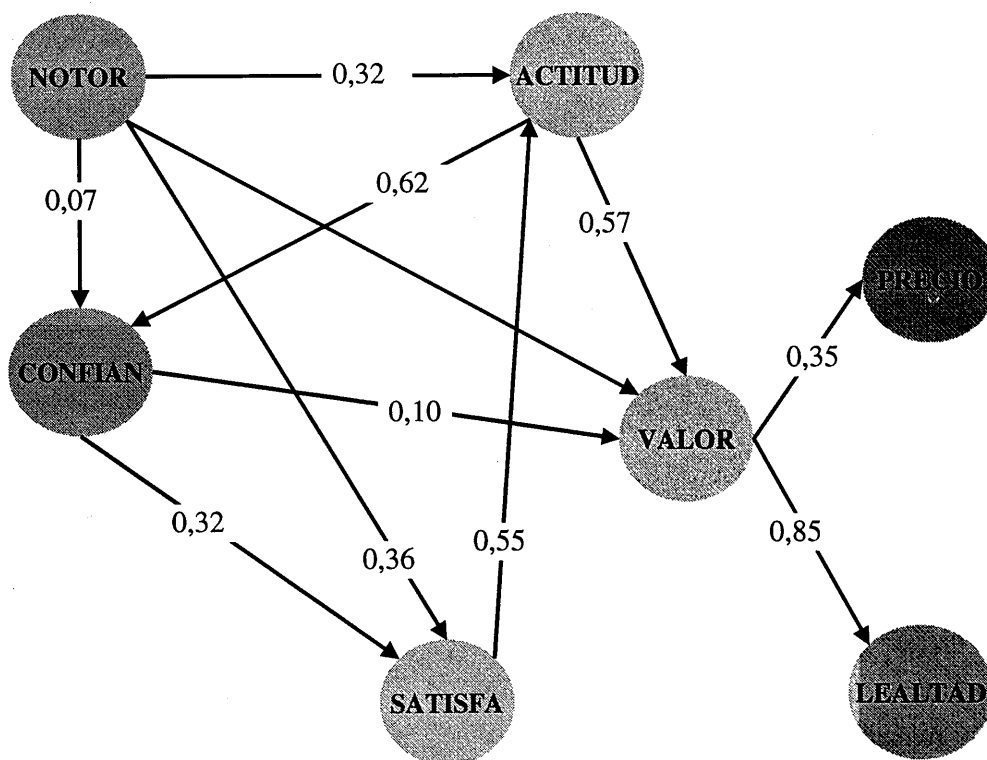 NOTOR
0,32
ACTITUD
0,07
0,62
0,57
PRECIO
CONFIAN
0,35
0,10
VALOR
0,32
0,36
0,55
0,85
SATISFA
LEALTAD